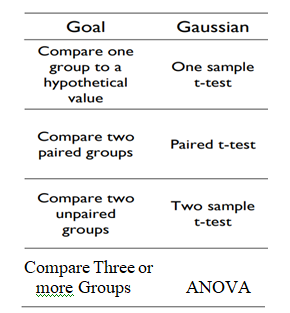 Goal Gaussian
Compare one
group to a
hypothetical
value
One sample
t-test
Compare two
paired groups
Paired t-test
Compare two
unpaired
groups
Two sample
t-test
Compare Three or
more Groups
ANOVA